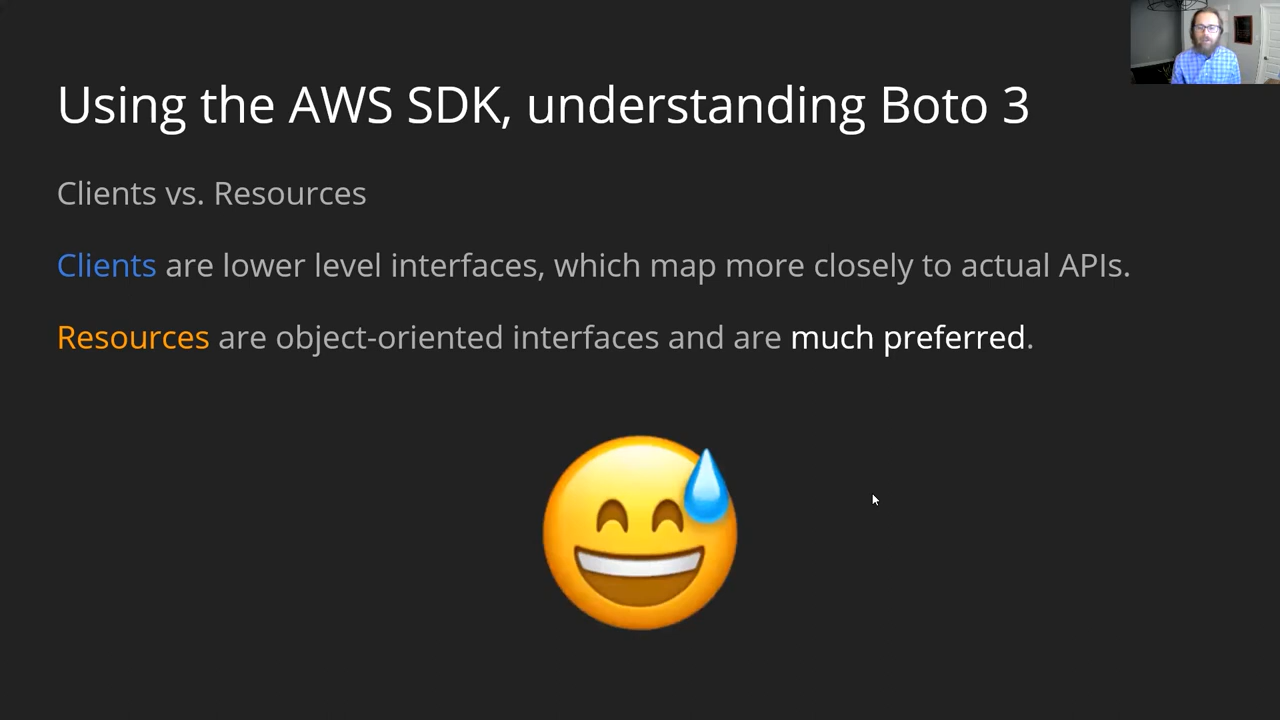 Using the AWS SDK, understanding Boto 3
Clients vs. Resources
Clients are lower level interfaces, which map more closely to actual APIs.
Resources are object-oriented interfaces and are much preferred.